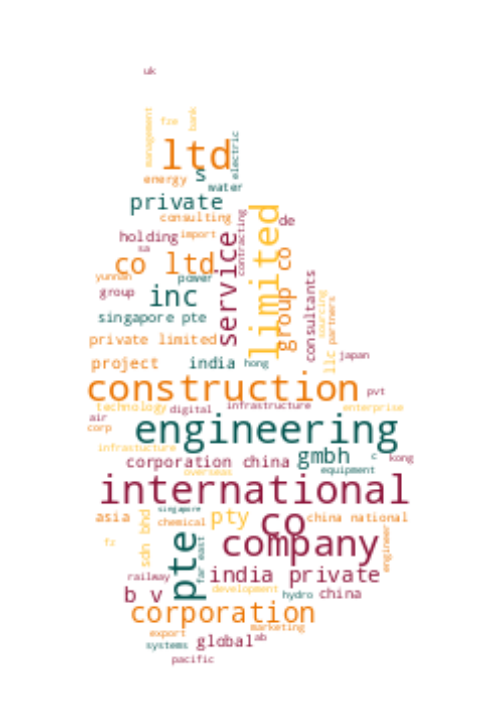 uk
management
fze
bank
ltd
electric
s
energy
water
private
consulting
de
contracting
limited
holding
import
sa
service
group co
co ltd
yunnan
power
consultants
group
inc
sourcing
partners
singapore pte
private limited
llc
japan
project
india
hong
construction
pvt
technology
digital
infrastructure
enterprise
air
corp
engineering
infrastucture
corporation china
gmbh
c
kong
overseas
equipment
international
singapore
asia
sdn bhd
chemical
pty
co
china national
fz
pte
far east
company
engineer
railway
india private
development
b v
hydro
china
corporation
export
marketing
systems
global
ab
pacific